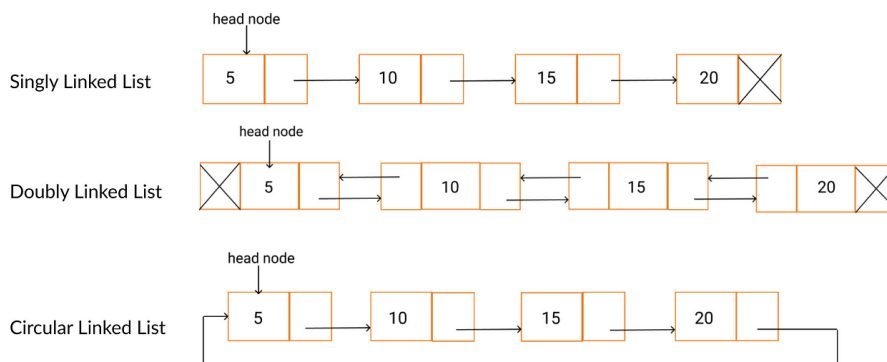 head node
Singly Linked List
5 10 15 20
head node
Doubly Linked List
5 10 15 20
head node
Circular Linked List
5 10 15 20